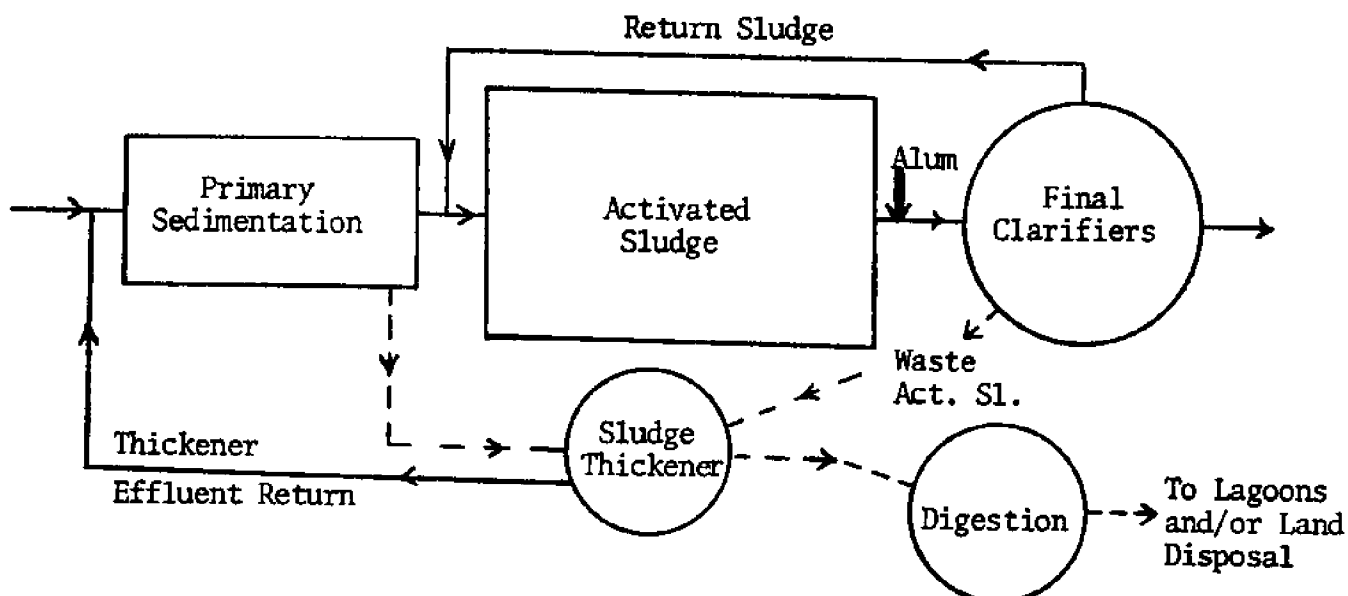 Return Sludge
Primary
Sedimentation
Activated
Sludge
Alum
Final
Clarifiers
Waste
Act. Sl.
Sludge
Thickener
Thickener
Effluent Return
Digestion
To Lagoons
and/or Land
Disposal